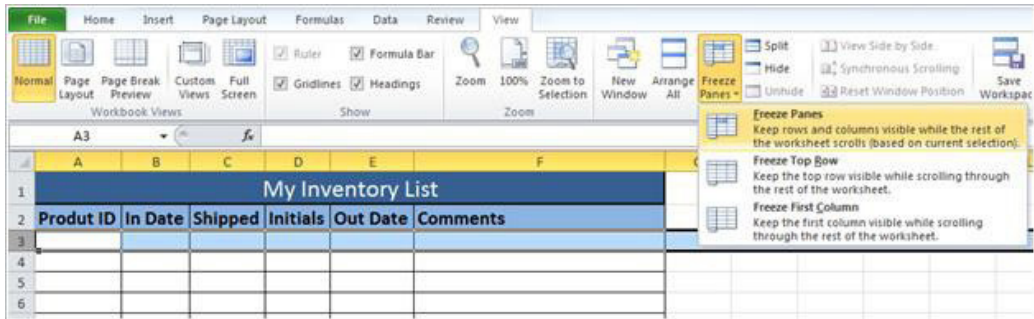 File Home Insert Page Layout Formulas Data Review View
Normal Page Layout Page Break Preview Custom Views Full Screen
Workbook Views
Ruler Formula Bar
Gridlines Headings
Show
Zoom 100% Zoom to Selection
Zoom
New Window Arrange All Freeze Panes
Split
Hide
Unhide
View Side by Side
Synchronous Scrolling
Reset Window Position
Save Workspac
Freeze Panes
Keep rows and columns visible while the rest of
the worksheet scrolls (based on current selection).
Freeze Top Row
Keep the top row visible while scrolling through
the rest of the worksheet.
Freeze First Column
Keep the first column visible while scrolling
through the rest of the worksheet.
A3 fx
A B C D E F
1 My Inventory List
2 Produt ID In Date Shipped Initials Out Date Comments
3
4
5
6